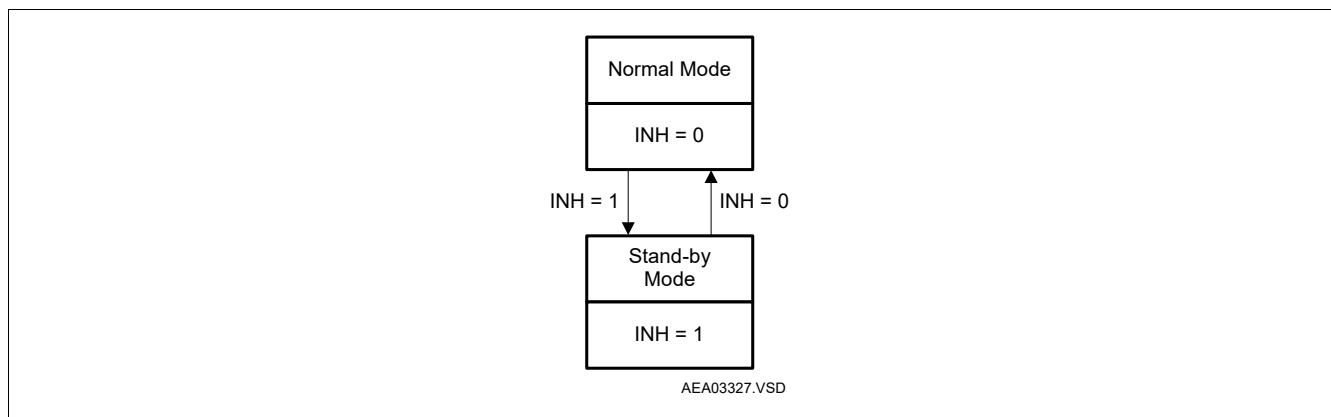 Normal Mode
INH = 0
INH = 1
INH = 0
Stand-by
Mode
INH = 1
AEA03327.VSD